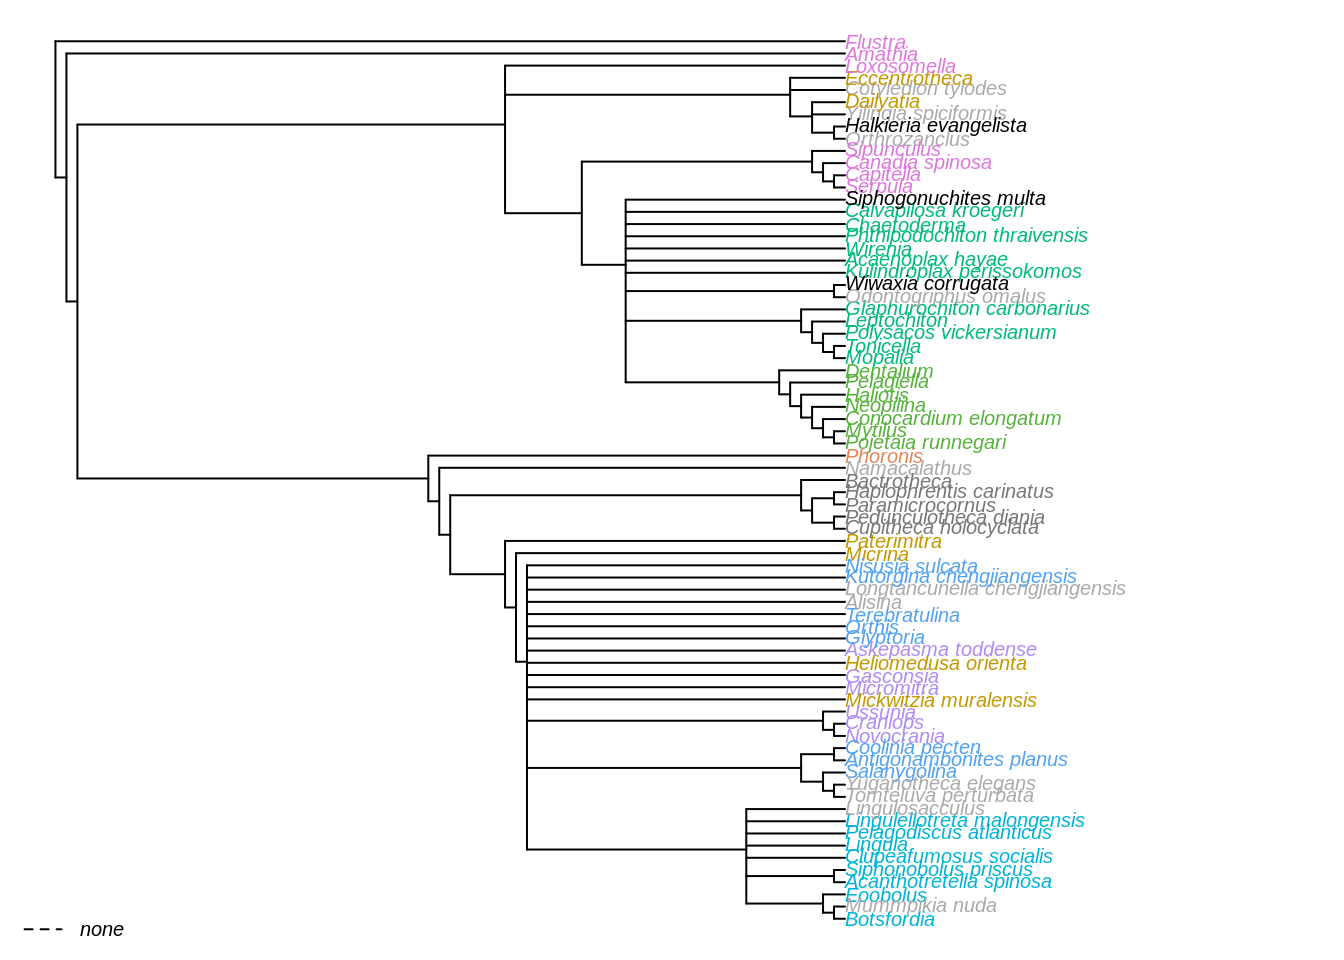 Flustra
Amathia
Loxosomella
Eccentrotheca
Cotyledion tylodes
Dailyatia
Yilingia spiciformis
Halkieria evangelista
Orthrozanclus
Sipunculus
Canadia spinosa
Capitella
Serpula
Siphogonuchites multa
Calvapilosa kroegeri
Chaetoderma
Phthipodochiton thraivensis
Wirenia
Acaenoplax hayae
Kulindroplax perissokomos
Wiwaxia corrugata
Odontogriphus omalus
Glaphurochiton carbonarius
Leptochiton
Polysacos vickersianum
Tonicella
Mopalia
Dentalium
Pelagiella
Haliotis
Neopilina
Conocardium elongatum
Mytilus
Pojetaia runnegari
Phoronis
Namacalathus
Bactrotheca
Haplophrentis carinatus
Paramicrocornus
Pedunculotheca diania
Cupitheca holocyclata
Paterimitra
Micrina
Nisusia sulcata
Kutorgina chengjiangensis
Longtancunella chengjiangensis
Alisina
Terebratulina
Orthis
Glyptoria
Askepasma toddense
Heliomedusa orienta
Gasconsia
Micromitra
Mickwitzia muralensis
Ussunia
Craniops
Novocrania
Coolinia pecten
Antigonambonites planus
Salanygolina
Yuganotheca elegans
Tomteluva perturbata
Lingulosacculus
Lingulellotreta malongensis
Pelagodiscus atlanticus
Lingula
Clupeafumosus socialis
Siphonobolus priscus
Acanthotretella spinosa
Eoobolus
Mummpikia nuda
Botsfordia
none